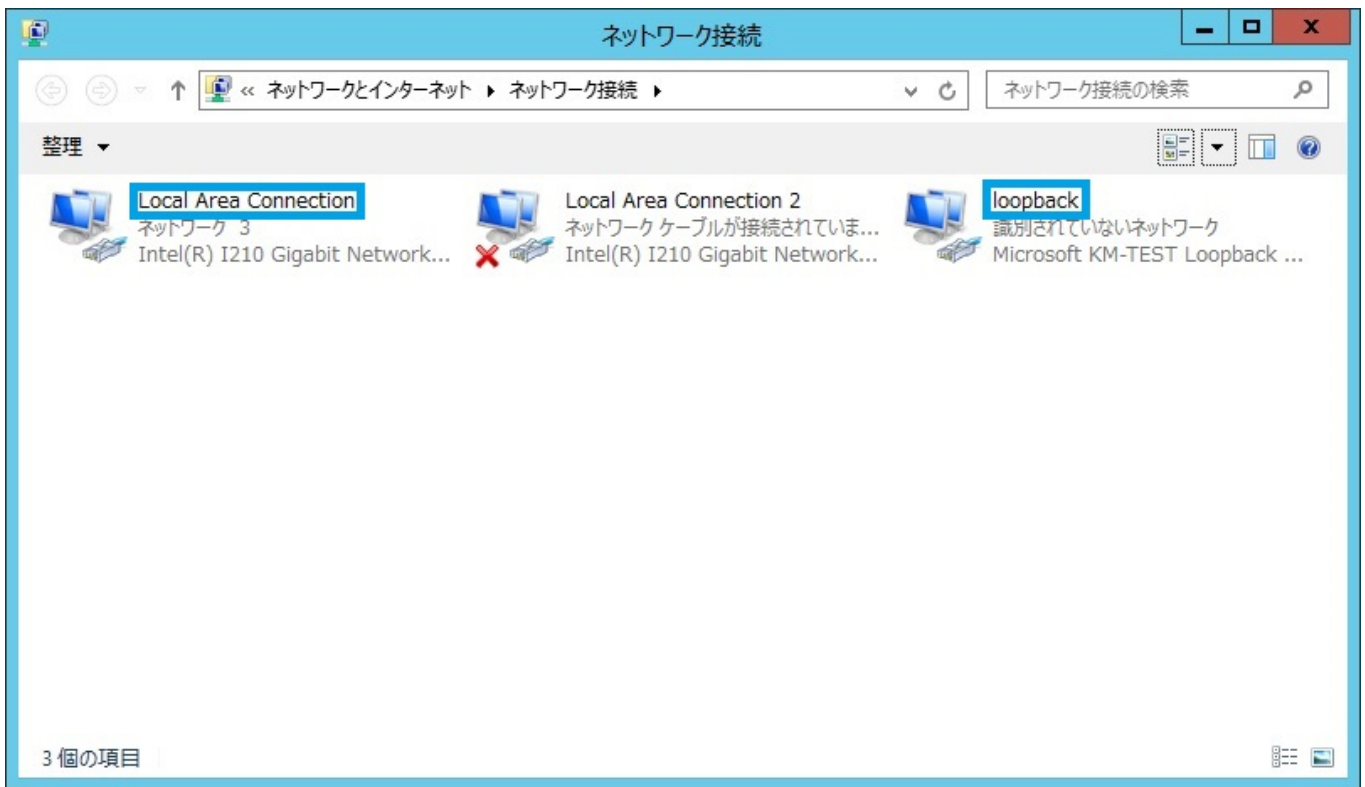 ネットワーク接続
« ネットワークとインターネット ▸ ネットワーク接続 ▸
ネットワーク接続の検索
整理
Local Area Connection
ネットワーク 3
Intel(R) I210 Gigabit Network...
Local Area Connection 2
ネットワーク ケーブルが接続されていま...
Intel(R) I210 Gigabit Network...
loopback
識別されていないネットワーク
Microsoft KM-TEST Loopback ...
3 個の項目